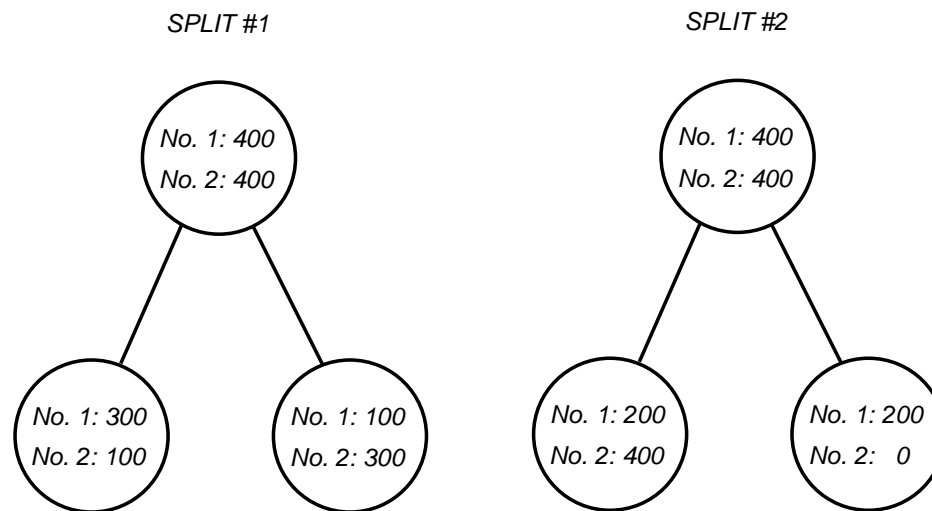 SPLIT #1
No. 1: 400
No. 2: 400
No. 1: 300
No. 2: 100
No. 1: 100
No. 2: 300
SPLIT #2
No. 1: 400
No. 2: 400
No. 1: 200
No. 2: 400
No. 1: 200
No. 2: 0